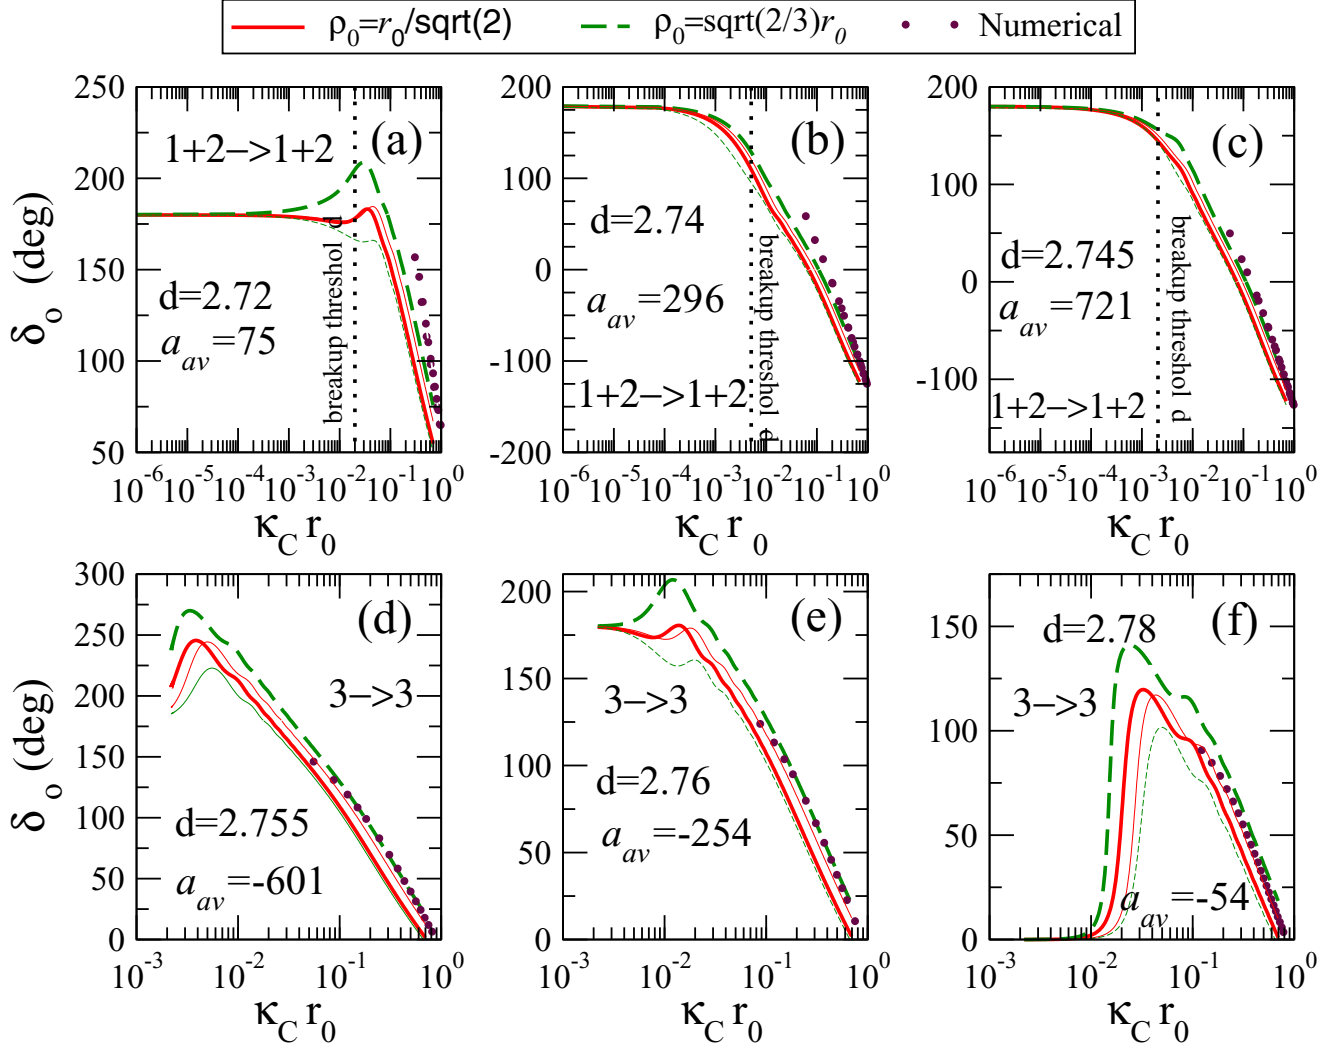 ρ0=r0/sqrt(2) ρ0=sqrt(2/3)r0 Numerical
250
200
150
100
50
δo (deg)
(a)
1+2->1+2
d=2.72
aav=75
breakup threshol d
10-6 10-5 10-4 10-3 10-2 10-1 100
κC r0
200
100
0
-100
-200
(b)
d=2.74
aav=296
1+2->1+2
breakup threshol d
10-6 10-5 10-4 10-3 10-2 10-1 100
κC r0
200
100
0
-100
(c)
d=2.745
aav=721
1+2->1+2
breakup threshol d
10-6 10-5 10-4 10-3 10-2 10-1 100
κC r0
300
250
200
150
100
50
0
δo (deg)
(d)
3->3
d=2.755
aav=-601
10-3 10-2 10-1 100
κC r0
200
150
100
50
0
(e)
3->3
d=2.76
aav=-254
10-3 10-2 10-1 100
κC r0
150
100
50
0
(f)
d=2.78
3->3
aav=-54
10-3 10-2 10-1 100
κC r0